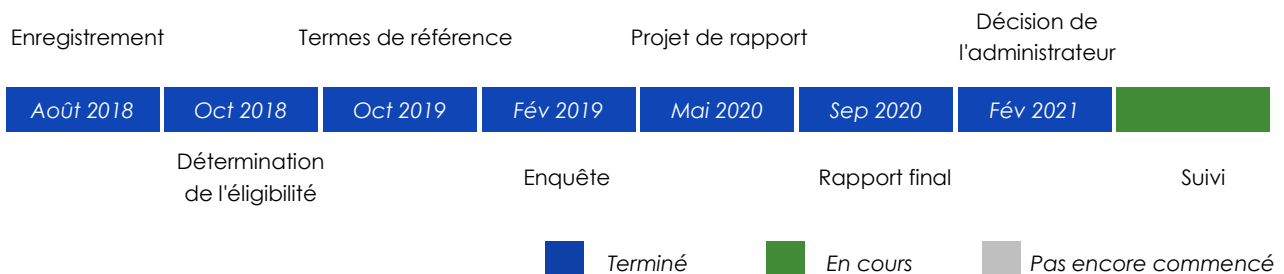 Enregistrement
Termes de référence
Projet de rapport
Décision de
l'administrateur
Août 2018
Oct 2018
Oct 2019
Fév 2019
Mai 2020
Sep 2020
Fév 2021
Détermination
de l'éligibilité
Enquête
Rapport final
Suivi
Terminé
En cours
Pas encore commencé